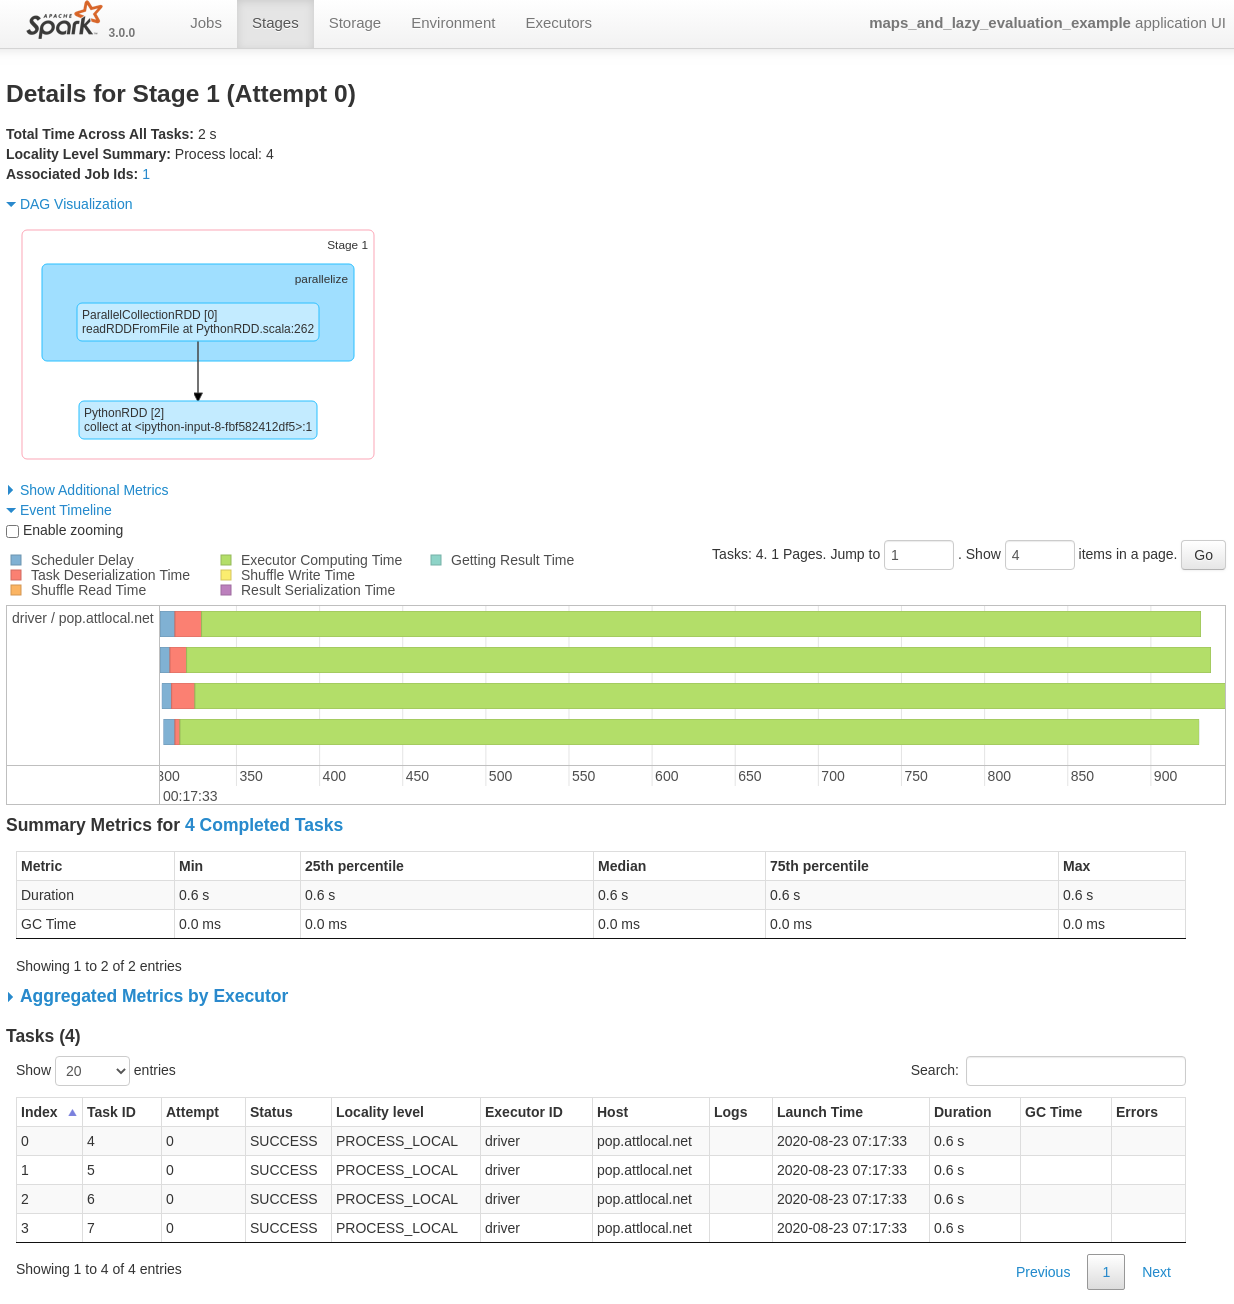 APACHE
Spark 3.0.0 Jobs Stages Storage Environment Executors maps_and_lazy_evaluation_example application UI
Details for Stage 1 (Attempt 0)
Total Time Across All Tasks: 2 s
Locality Level Summary: Process local: 4
Associated Job Ids: 1
DAG Visualization
Stage 1
parallelize
ParallelCollectionRDD [0]
readRDDFromFile at PythonRDD.scala:262
PythonRDD [2]
collect at <ipython-input-8-fbf582412df5>:1
Show Additional Metrics
Event Timeline
Enable zooming
Tasks: 4. 1 Pages. Jump to 1 . Show 4 items in a page. Go
Scheduler Delay Executor Computing Time Getting Result Time
Task Deserialization Time Shuffle Write Time
Shuffle Read Time Result Serialization Time
driver / pop.attlocal.net
300 350 400 450 500 550 600 650 700 750 800 850 900
00:17:33
Summary Metrics for 4 Completed Tasks
Metric Min 25th percentile Median 75th percentile Max
Duration 0.6 s 0.6 s 0.6 s 0.6 s 0.6 s
GC Time 0.0 ms 0.0 ms 0.0 ms 0.0 ms 0.0 ms
Showing 1 to 2 of 2 entries
Aggregated Metrics by Executor
Tasks (4)
Show 20 entries Search:
Index Task ID Attempt Status Locality level Executor ID Host Logs Launch Time Duration GC Time Errors
0 4 0 SUCCESS PROCESS_LOCAL driver pop.attlocal.net 2020-08-23 07:17:33 0.6 s
1 5 0 SUCCESS PROCESS_LOCAL driver pop.attlocal.net 2020-08-23 07:17:33 0.6 s
2 6 0 SUCCESS PROCESS_LOCAL driver pop.attlocal.net 2020-08-23 07:17:33 0.6 s
3 7 0 SUCCESS PROCESS_LOCAL driver pop.attlocal.net 2020-08-23 07:17:33 0.6 s
Showing 1 to 4 of 4 entries Previous 1 Next